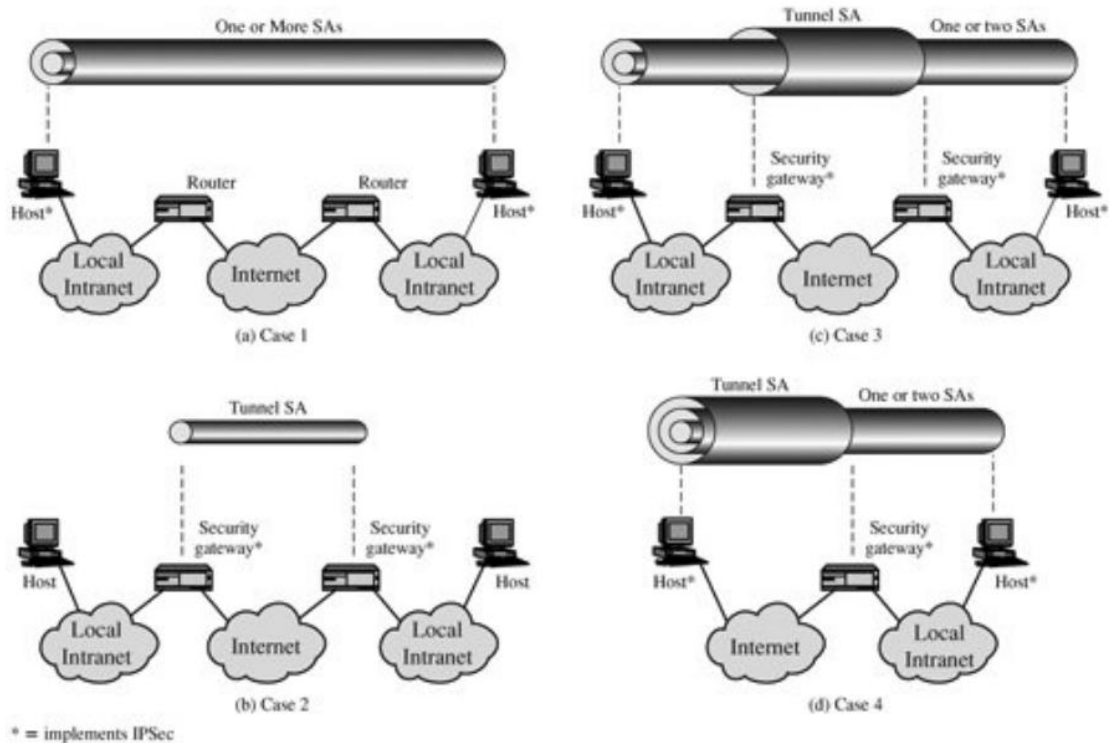 One or More SAs
Host*
Router
Router
Host*
Local
Intranet
Internet
Local
Intranet
(a) Case 1
Tunnel SA
One or two SAs
Host*
Security
gateway*
Security
gateway*
Host*
Local
Intranet
Internet
Local
Intranet
(c) Case 3
Tunnel SA
Host
Security
gateway*
Security
gateway*
Host
Local
Intranet
Internet
Local
Intranet
(b) Case 2
Tunnel SA
One or two SAs
Host*
Security
gateway*
Host*
Internet
Local
Intranet
(d) Case 4
* = implements IPSec